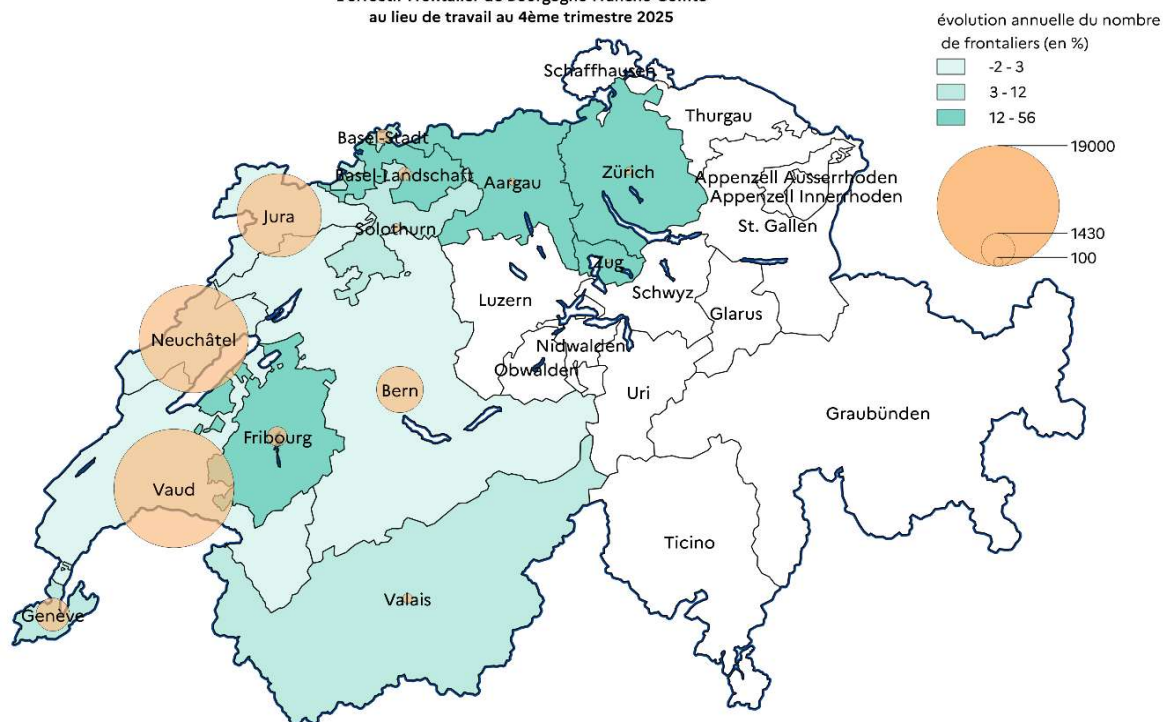 au lieu de travail au 4ème trimestre 2025
évolution annuelle du nombre
de frontaliers (en %)
-2 - 3
3 - 12
12 - 56
19000
1430
100
Schaffhausen
Thurgau
Basel-Stadt
Basel-Landschaft
Aargau
Zürich
Appenzell Ausserrhoden
Appenzell Innerrhoden
Jura
St. Gallen
Solothurn
Zug
Schwyz
Luzern
Glarus
Neuchâtel
Nidwalden
Obwalden
Bern
Uri
Graubünden
Fribourg
Vaud
Ticino
Valais
Genève